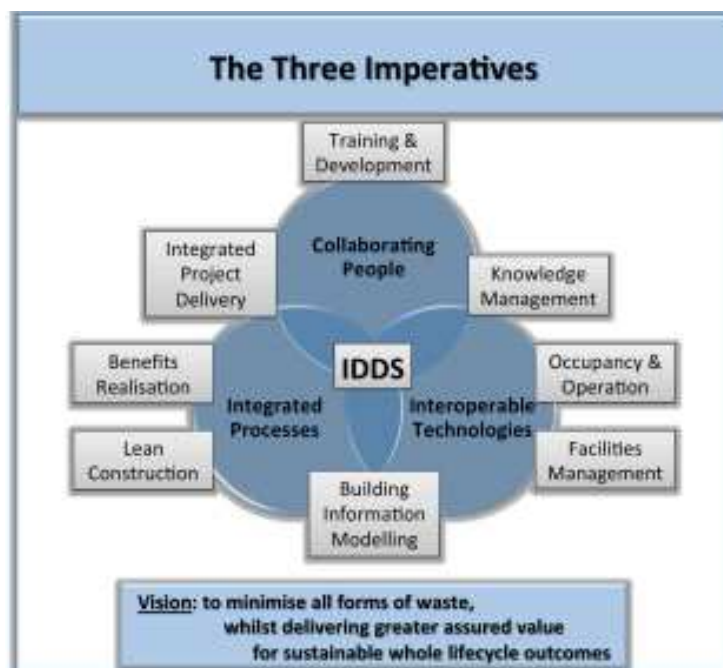 The Three Imperatives
Training &
Development
Collaborating
People
Integrated
Project
Delivery
Knowledge
Management
Benefits
Realisation
IDDS
Occupancy &
Operation
Integrated
Processes
Interoperable
Technologies
Lean
Construction
Facilities
Management
Building
Information
Modelling
Vision: to minimise all forms of waste,
whilst delivering greater assured value
for sustainable whole lifecycle outcomes